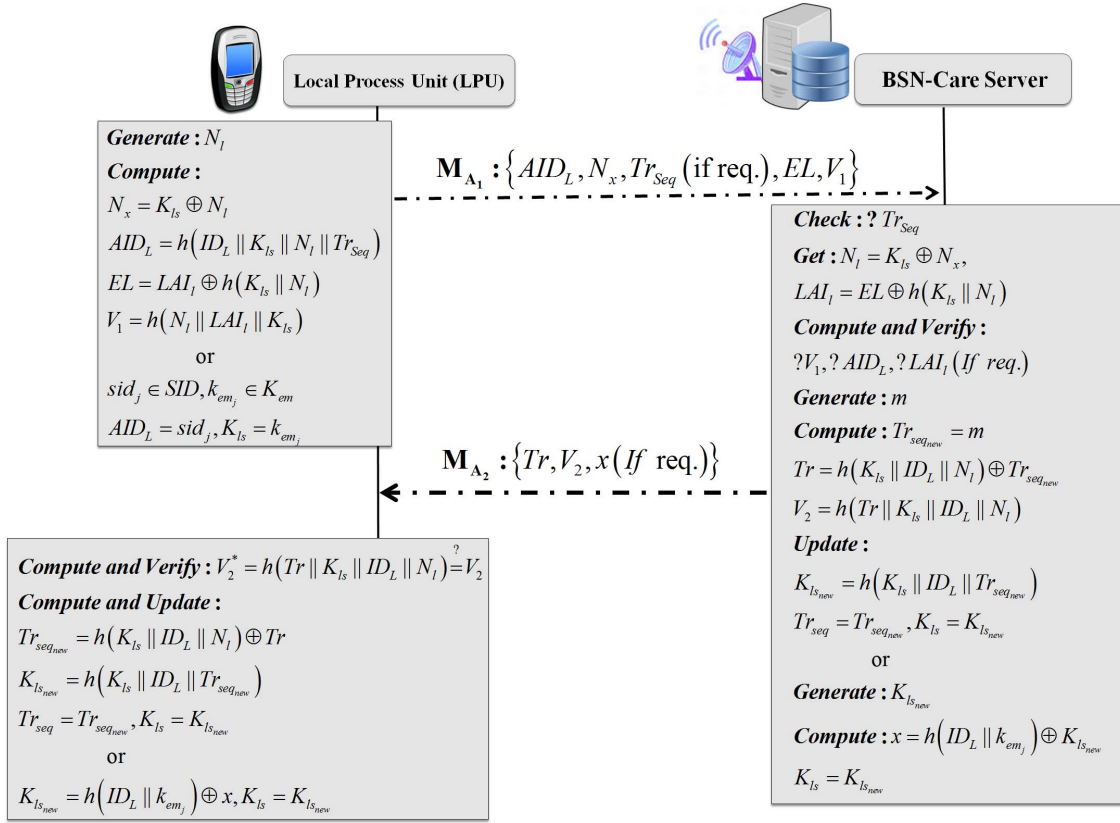 Local Process Unit (LPU)
BSN-Care Server
Generate : N_l
Compute :
N_x = K_ls ⊕ N_l
AID_L = h(ID_L || K_ls || N_l || Tr_Seq)
EL = LAI_l ⊕ h(K_ls || N_l)
V_1 = h(N_l || LAI_l || K_ls)
or
sid_j ∈ SID, k_em_j ∈ K_em
AID_L = sid_j, K_ls = k_em_j
M_A_1 : {AID_L, N_x, Tr_Seq (if req.), EL, V_1}
Check : ? Tr_Seq
Get : N_l = K_ls ⊕ N_x,
LAI_l = EL ⊕ h(K_ls || N_l)
Compute and Verify :
?V_1, ? AID_L, ? LAI_l (If req.)
Generate : m
Compute : Tr_seq_new = m
Tr = h(K_ls || ID_L || N_l) ⊕ Tr_seq_new
V_2 = h(Tr || K_ls || ID_L || N_l)
Update :
K_ls_new = h(K_ls || ID_L || Tr_seq_new)
Tr_seq = Tr_seq_new, K_ls = K_ls_new
or
Generate : K_ls_new
Compute : x = h(ID_L || k_em_j) ⊕ K_ls_new
K_ls = K_ls_new
M_A_2 : {Tr, V_2, x (If req.)}
Compute and Verify : V_2^* = h(Tr || K_ls || ID_L || N_l) =? V_2
Compute and Update :
Tr_seq_new = h(K_ls || ID_L || N_l) ⊕ Tr
K_ls_new = h(K_ls || ID_L || Tr_seq_new)
Tr_seq = Tr_seq_new, K_ls = K_ls_new
or
K_ls_new = h(ID_L || k_em_j) ⊕ x, K_ls = K_ls_new